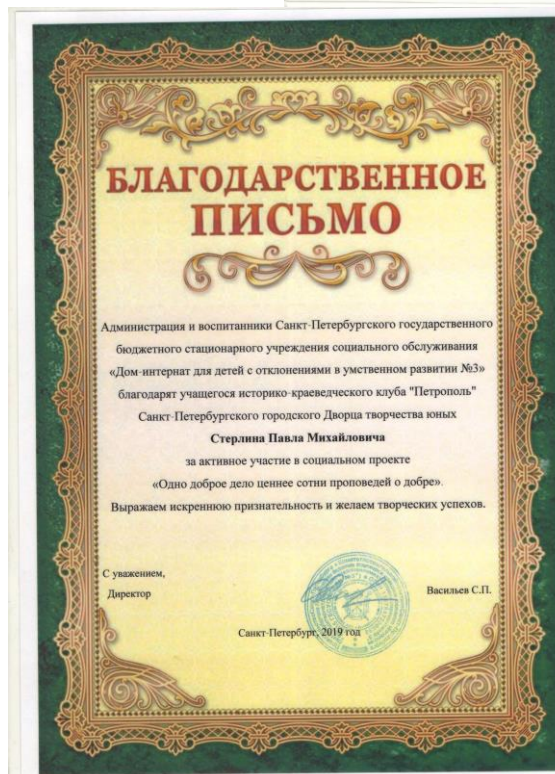 БЛАГОДАРСТВЕННОЕ
ПИСЬМО
Администрация и воспитанники Санкт-Петербургского государственного
бюджетного стационарного учреждения социального обслуживания
«Дом-интернат для детей с отклонениями в умственном развитии №3»
благодарят учащегося историко-краеведческого клуба "Петрополь"
Санкт-Петербургского городского Дворца творчества юных
Стерлина Павла Михайловича
за активное участие в социальном проекте
«Одно доброе дело ценнее сотни проповедей о добре».
Выражаем искреннюю признательность и желаем творческих успехов.
С уважением,
Директор
Васильев С.П.
Санкт-Петербург, 2019 год